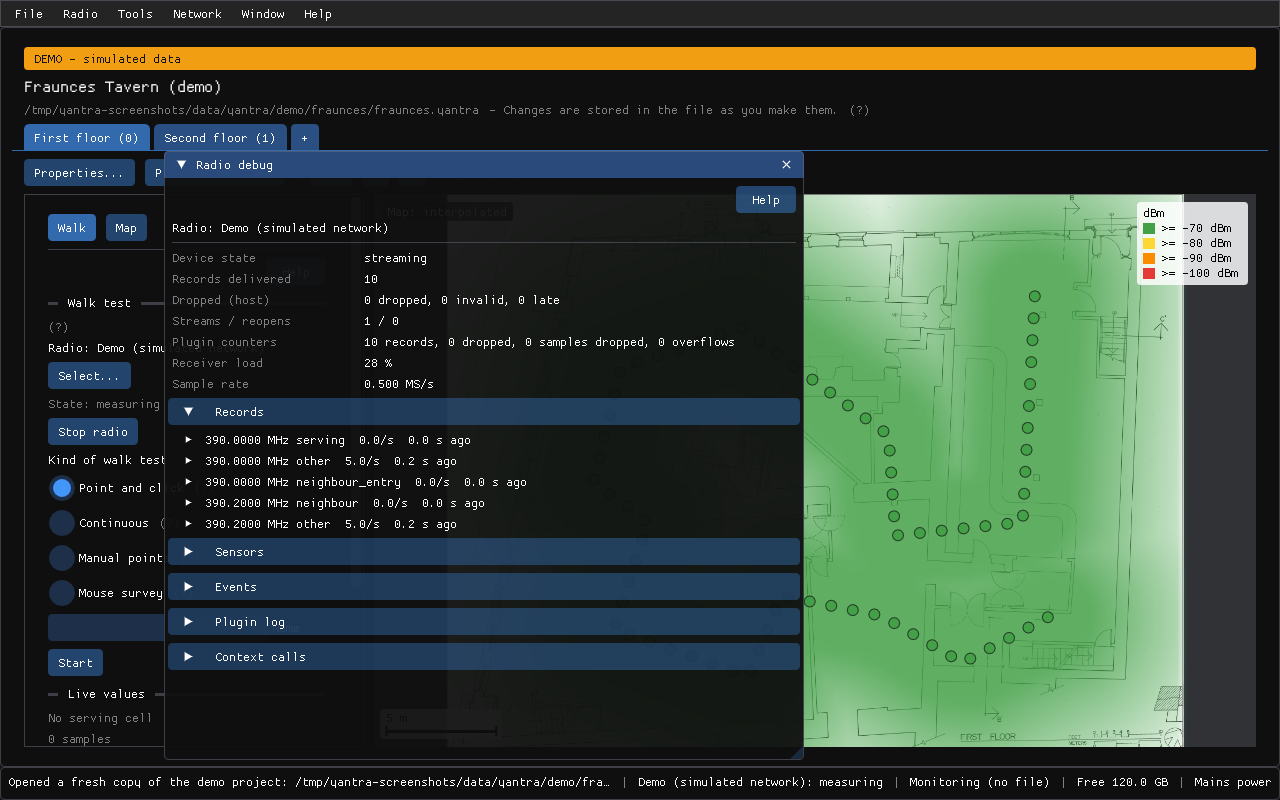 File Radio Tools Network Window Help
DEMO - simulated data
Fraunces Tavern (demo)
/tmp/yantra-screenshots/data/yantra/demo/fraunces/fraunces.yantra - Changes are stored in the file as you make them. (?)
First floor (0) Second floor (1) +
Properties... P
Radio debug
Help
Map: interpolated
Walk Map
Radio: Demo (simulated network)
Device state streaming
Records delivered 10
Dropped (host) 0 dropped, 0 invalid, 0 late
Streams / reopens 1 / 0
Plugin counters 10 records, 0 dropped, 0 samples dropped, 0 overflows
Receiver load 28 %
Sample rate 0.500 MS/s
Records
390.0000 MHz serving 0.0/s 0.0 s ago
390.0000 MHz other 5.0/s 0.2 s ago
390.0000 MHz neighbour_entry 0.0/s 0.0 s ago
390.2000 MHz neighbour 0.0/s 0.0 s ago
390.2000 MHz other 5.0/s 0.2 s ago
Sensors
Events
Plugin log
Context calls
Walk test
(?)
Radio: Demo (simu
Select...
State: measuring
Stop radio
Kind of walk test
Point and cl
Continuous (
Manual point
Mouse survey
Start
Live values
No serving cell
0 samples
5 m
dBm
>= -70 dBm
>= -80 dBm
>= -90 dBm
>= -100 dBm
FIRST FLOOR
Opened a fresh copy of the demo project: /tmp/yantra-screenshots/data/yantra/demo/fra… | Demo (simulated network): measuring | Monitoring (no file) | Free 120.0 GB | Mains power